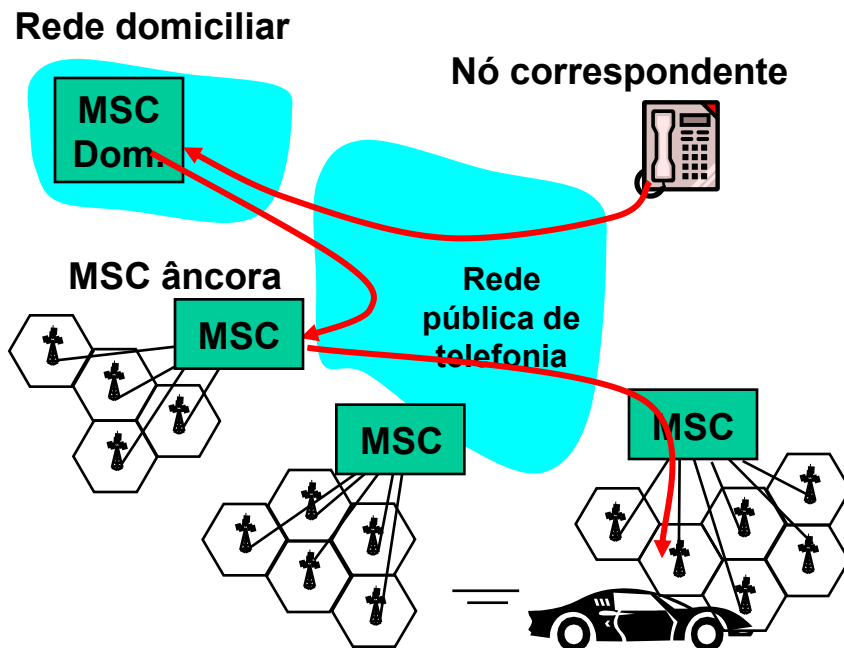 Rede domiciliar
Nó correspondente
MSC
Dom.
MSC âncora
MSC
Rede
pública de
telefonia
MSC
MSC